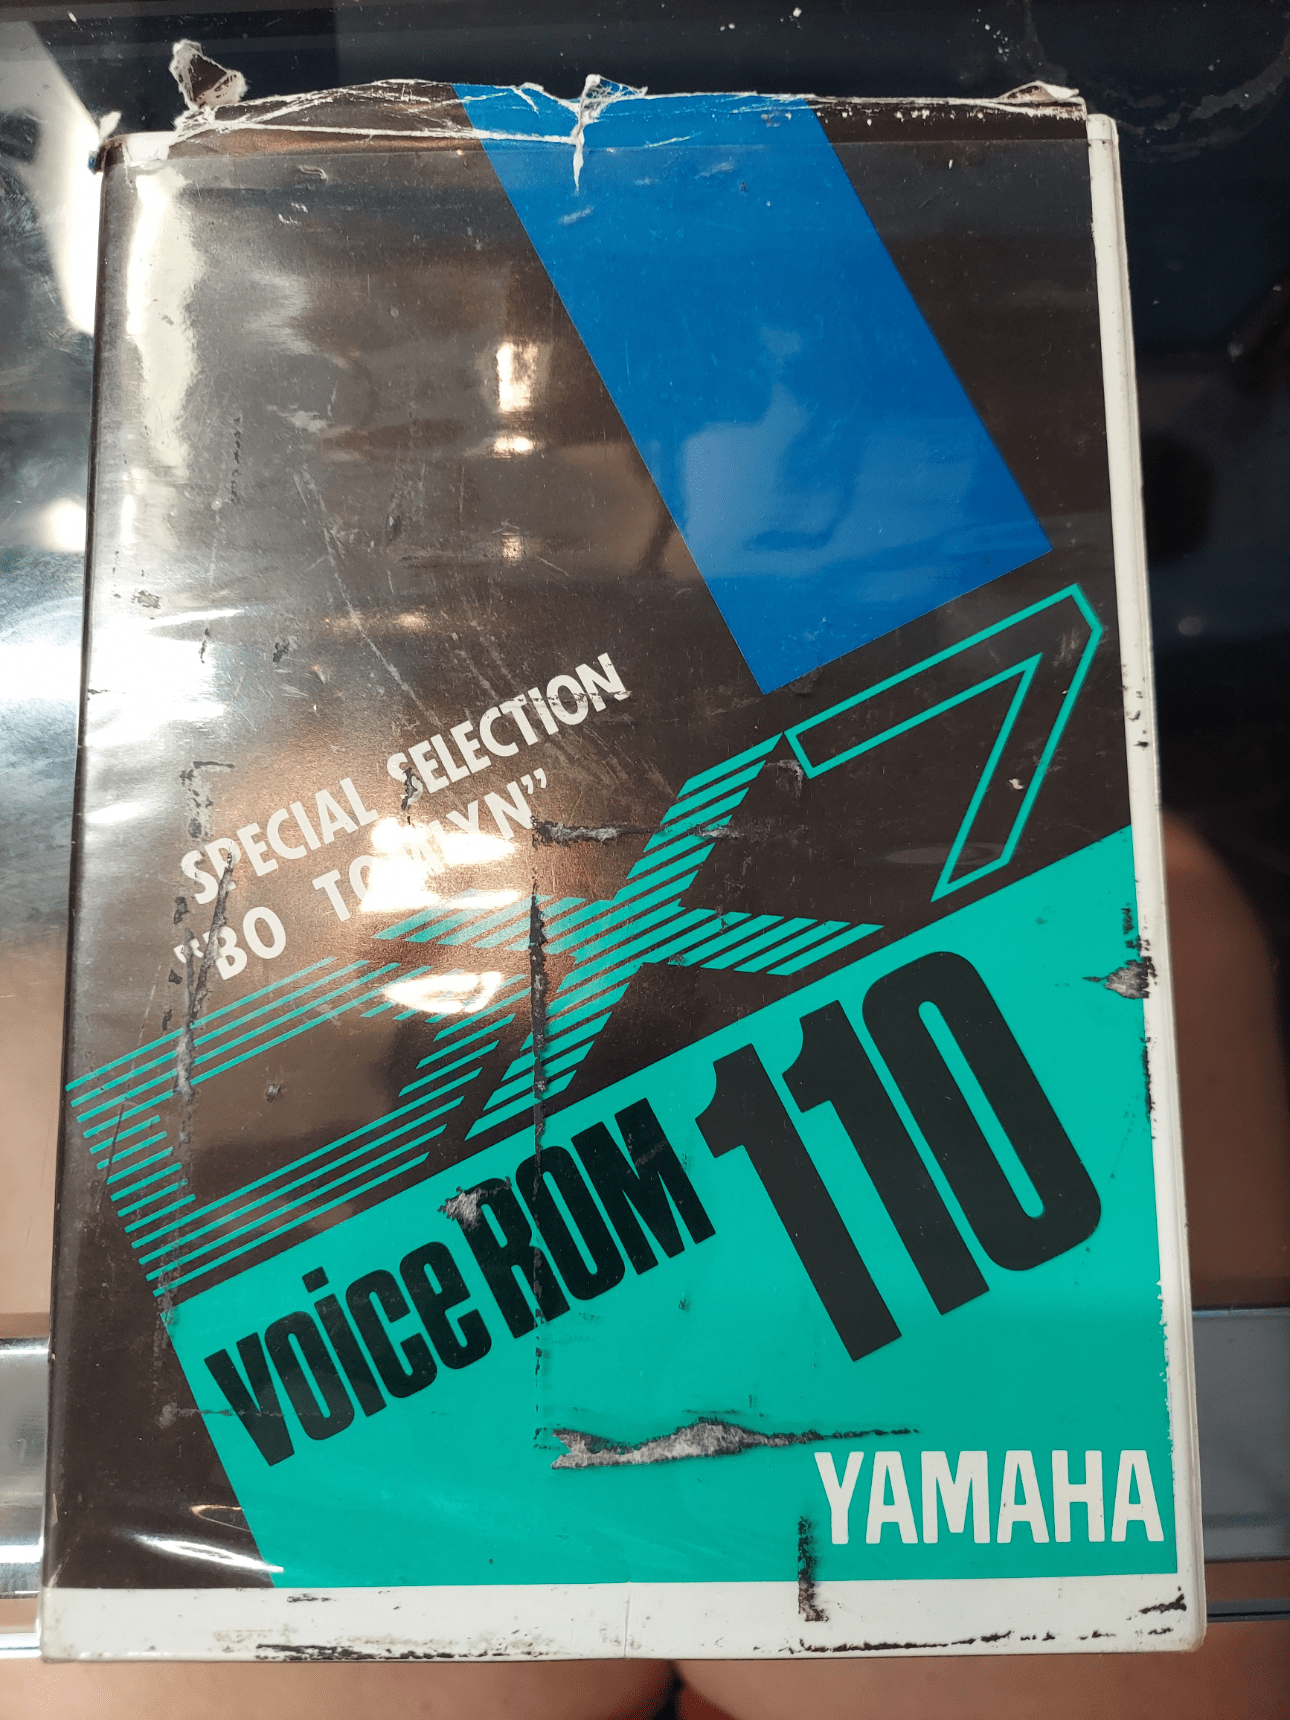 SPECIAL SELECTION
"BO
DX7
VOICE ROM 110
YAMAHA